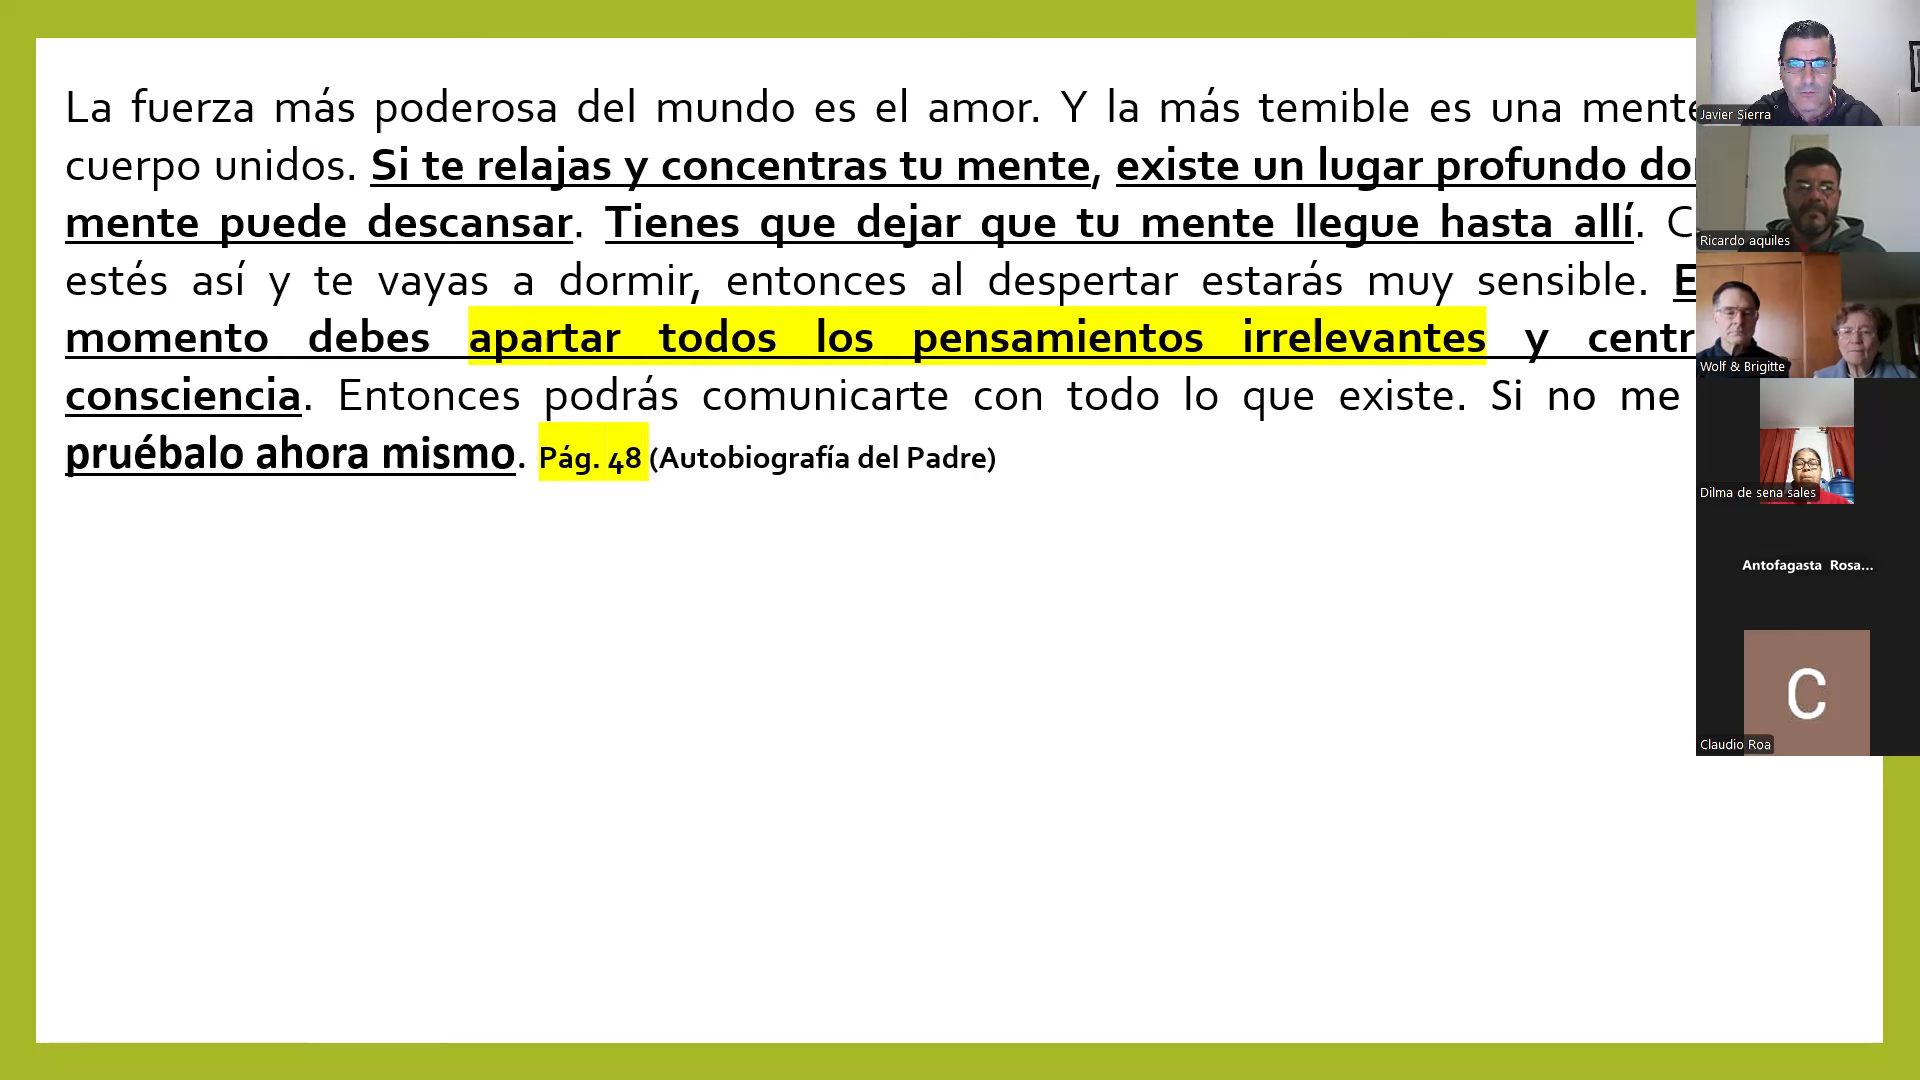 La fuerza más poderosa del mundo es el amor. Y la más temible es una mente
cuerpo unidos. Si te relajas y concentras tu mente, existe un lugar profundo
mente puede descansar. Tienes que dejar que tu mente llegue hasta allí.
estés así y te vayas a dormir, entonces al despertar estarás muy sensible.
momento debes apartar todos los pensamientos irrelevantes y
consciencia. Entonces podrás comunicarte con todo lo que existe. Si no me
pruébalo ahora mismo. Pág. 48 (Autobiografía del Padre)
Javier Sierra
Ricardo aquiles
Wolf & Brigitte
Dilma de sena sales
Antofagasta Rosa...
C
Claudio Roa